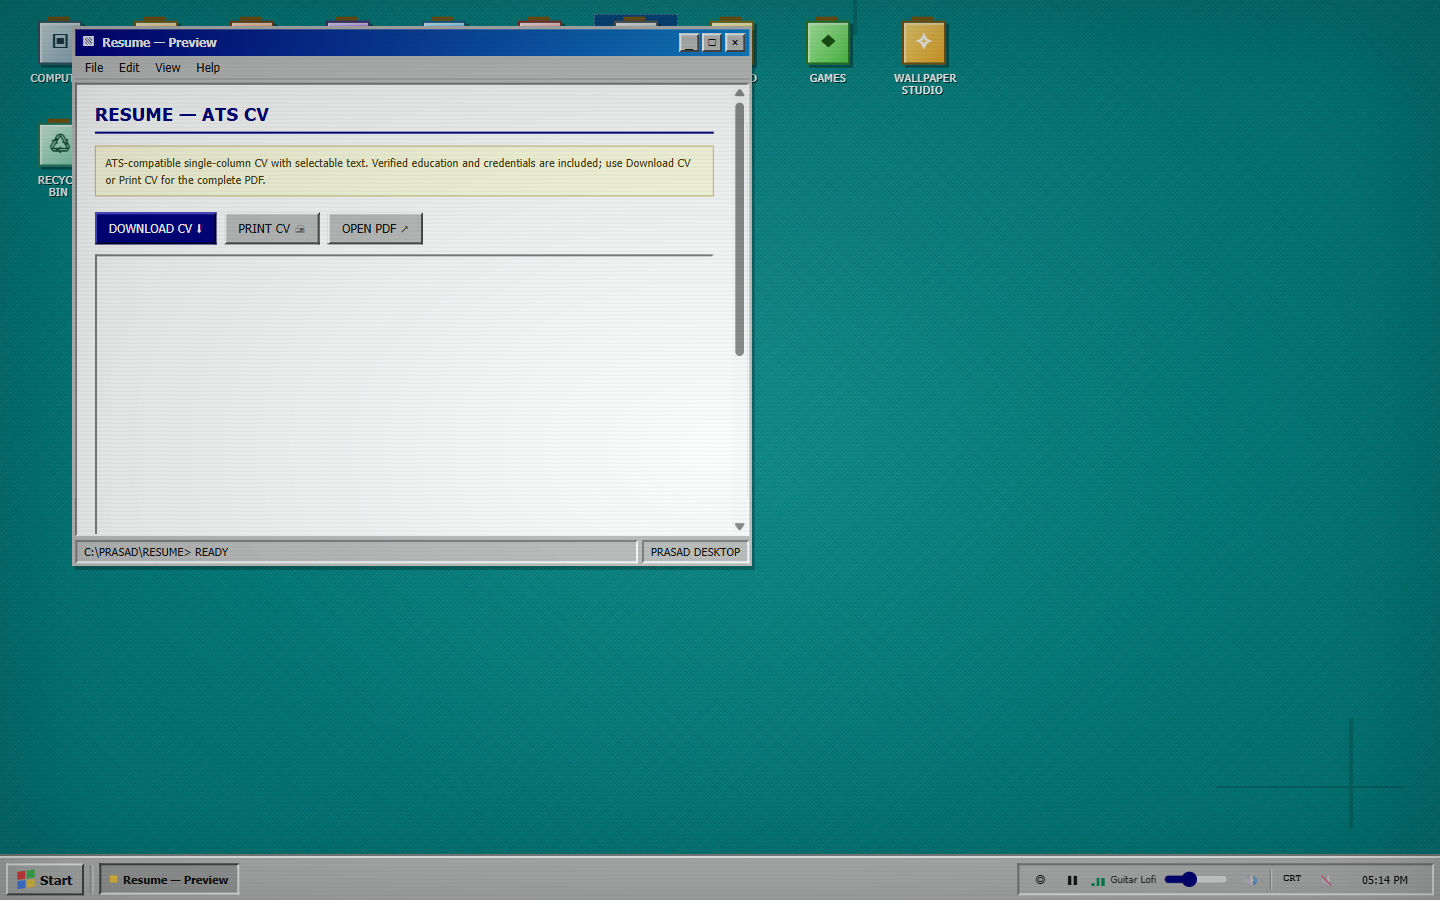 COMPUT
D
GAMES
WALLPAPER
STUDIO
RECYC
BIN
Resume — Preview
File Edit View Help
RESUME — ATS CV
ATS-compatible single-column CV with selectable text. Verified education and credentials are included; use Download CV
or Print CV for the complete PDF.
DOWNLOAD CV ⬇ PRINT CV OPEN PDF ↗
C:\PRASAD\RESUME> READY PRASAD DESKTOP
Start Resume — Preview Guitar Lofi CRT 05:14 PM